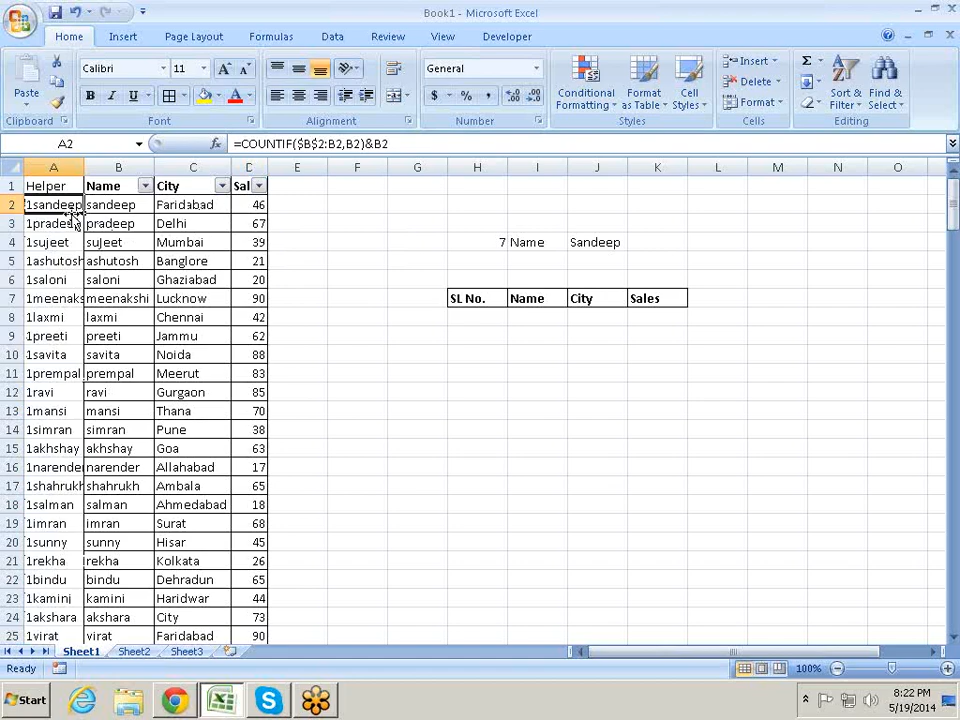 Book1 - Microsoft Excel
Home Insert Page Layout Formulas Data Review View Developer
Paste
Clipboard
Calibri 11
B I U
Font
Alignment
General
$ % ,
Number
Conditional Formatting
Format as Table
Cell Styles
Styles
Insert
Delete
Format
Cells
Σ
Sort & Filter
Find & Select
Editing
A2 fx =COUNTIF($B$2:B2,B2)&B2
A B C D E F G H I J K L M N O
1 Helper Name City Sal
2 1sandeep sandeep Faridabad 46
3 1pradee pradeep Delhi 67
4 1sujeet suJeet Mumbai 39 7 Name Sandeep
5 1ashutosh ashutosh Banglore 21
6 1saloni saloni Ghaziabad 20
7 1meenaks meenakshi Lucknow 90 SL No. Name City Sales
8 1laxmi laxmi Chennai 42
9 1preeti preeti Jammu 62
10 1savita savita Noida 88
11 1prempal prempal Meerut 83
12 1ravi ravi Gurgaon 85
13 1mansi mansi Thana 70
14 1simran simran Pune 38
15 1akhshay akhshay Goa 63
16 1narender narender Allahabad 17
17 1shahrukh shahrukh Ambala 65
18 1salman salman Ahmedabad 18
19 1imran imran Surat 68
20 1sunny sunny Hisar 45
21 1rekha rekha Kolkata 26
22 1bindu bindu Dehradun 65
23 1kamini kamini Haridwar 44
24 1akshara akshara City 73
25 1virat virat Faridabad 90
Sheet1 Sheet2 Sheet3
Ready 100%
Start 8:22 PM
5/19/2014